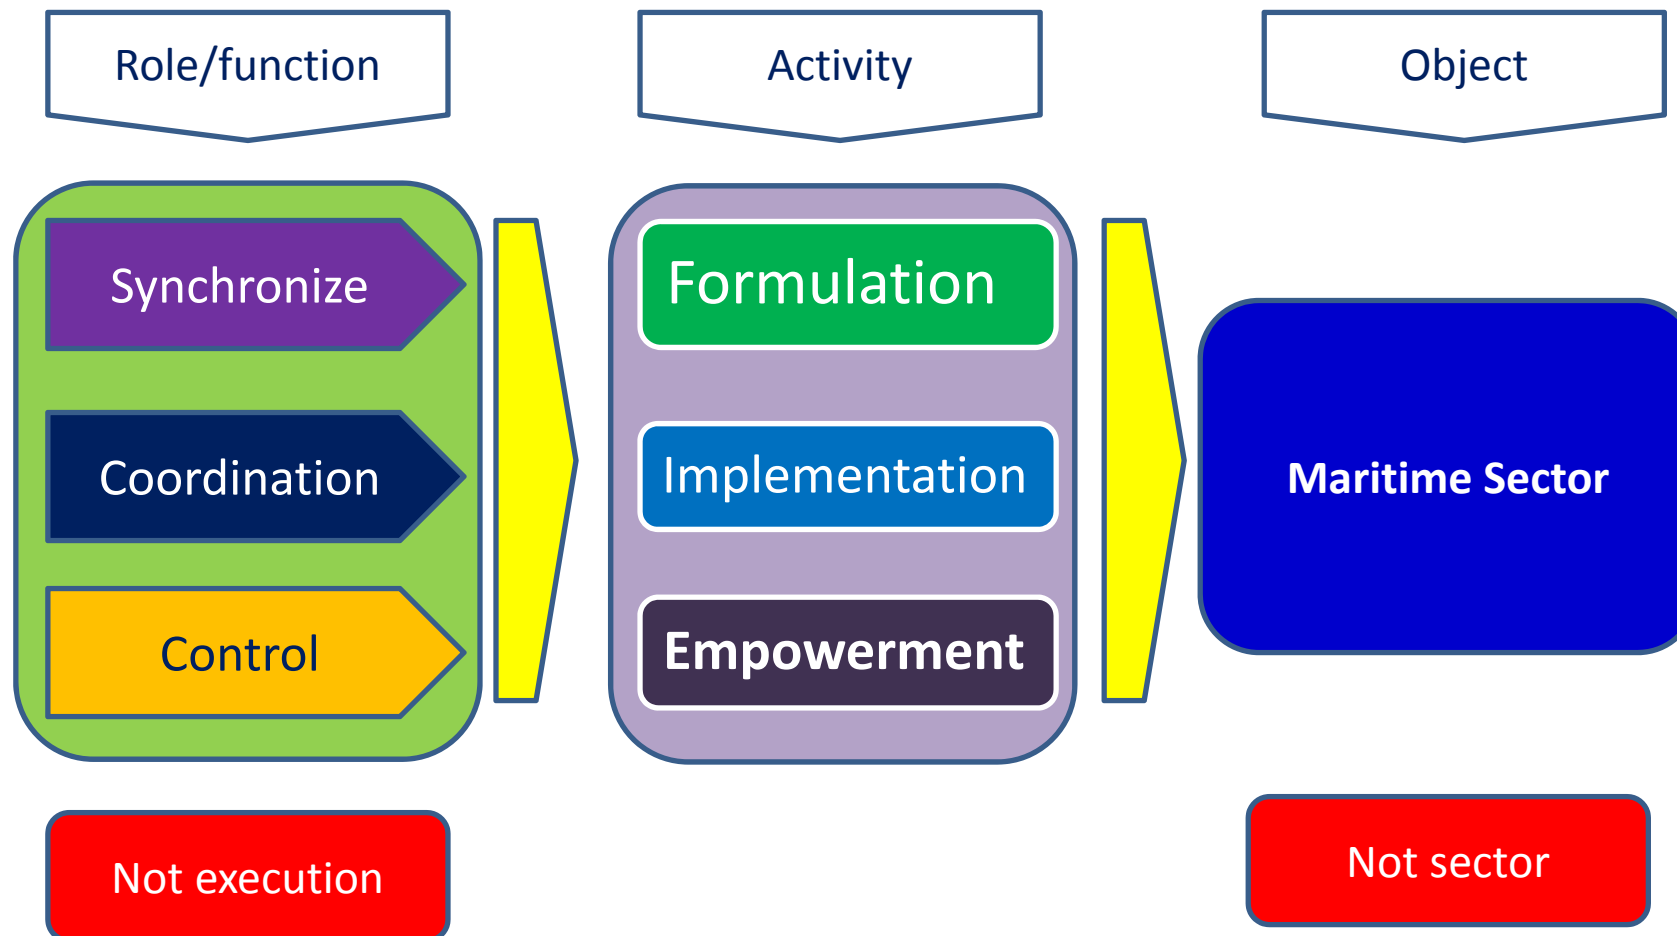 Role/function
Activity
Object
Synchronize
Formulation
Coordination
Implementation
Maritime Sector
Control
Empowerment
Not execution
Not sector